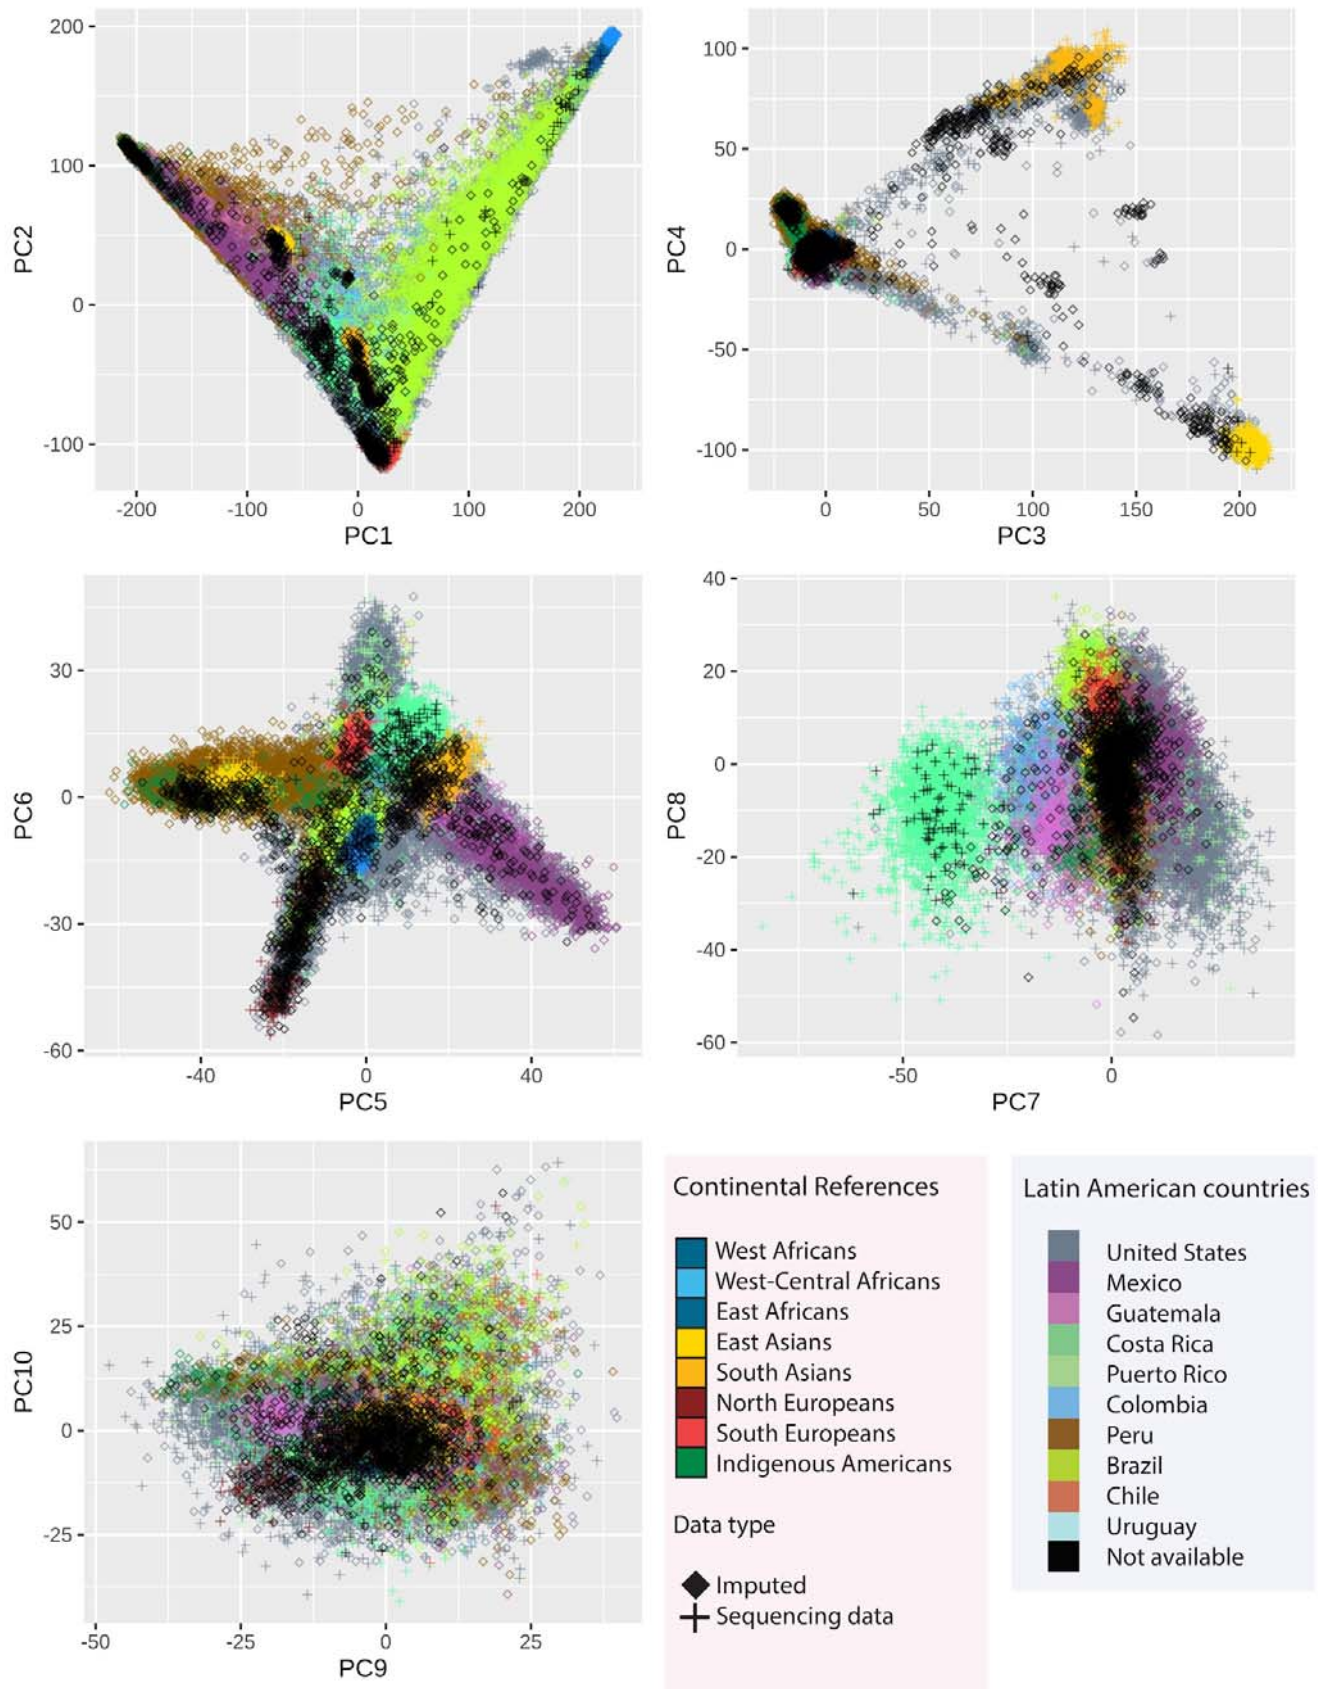 200
100
0
-100
PC2
-200
-100
0
100
200
PC1
100
50
0
-50
-100
PC4
0
50
100
150
200
PC3
30
0
-30
-60
PC6
-40
0
40
PC5
40
20
0
-20
-40
-60
PC8
-50
0
PC7
50
25
0
-25
PC10
-50
-25
0
25
PC9
Continental References
West Africans
West-Central Africans
East Africans
East Asians
South Asians
North Europeans
South Europeans
Indigenous Americans
Data type
Imputed
Sequencing data
Latin American countries
United States
Mexico
Guatemala
Costa Rica
Puerto Rico
Colombia
Peru
Brazil
Chile
Uruguay
Not available